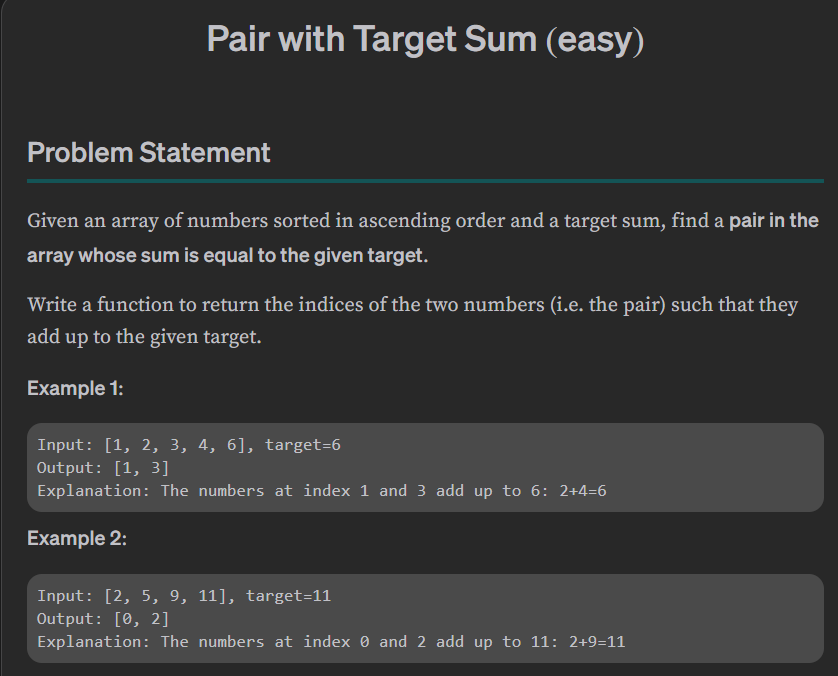 Pair with Target Sum (easy)
Problem Statement
Given an array of numbers sorted in ascending order and a target sum, find a pair in the
array whose sum is equal to the given target.
Write a function to return the indices of the two numbers (i.e. the pair) such that they
add up to the given target.
Example 1:
Input: [1, 2, 3, 4, 6], target=6
Output: [1, 3]
Explanation: The numbers at index 1 and 3 add up to 6: 2+4=6
Example 2:
Input: [2, 5, 9, 11], target=11
Output: [0, 2]
Explanation: The numbers at index 0 and 2 add up to 11: 2+9=11